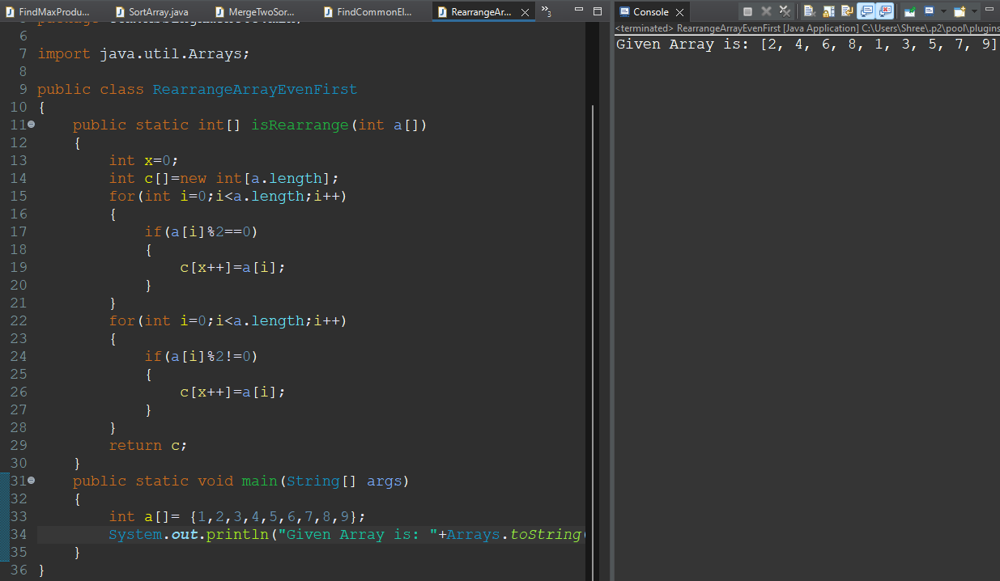 FindMaxProdu... SortArray.java MergeTwoSor... FindCommonEl... RearrangeAr... »3
6
7 import java.util.Arrays;
8
9 public class RearrangeArrayEvenFirst
10 {
11 public static int[] isRearrange(int a[])
12 {
13 int x=0;
14 int c[]=new int[a.length];
15 for(int i=0;i<a.length;i++)
16 {
17 if(a[i]%2==0)
18 {
19 c[x++]=a[i];
20 }
21 }
22 for(int i=0;i<a.length;i++)
23 {
24 if(a[i]%2!=0)
25 {
26 c[x++]=a[i];
27 }
28 }
29 return c;
30 }
31 public static void main(String[] args)
32 {
33 int a[]= {1,2,3,4,5,6,7,8,9};
34 System.out.println("Given Array is: "+Arrays.toString(
35 }
36 }
Console
<terminated> RearrangeArrayEvenFirst [Java Application] C:\Users\Shree\.p2\pool\plugins
Given Array is: [2, 4, 6, 8, 1, 3, 5, 7, 9]